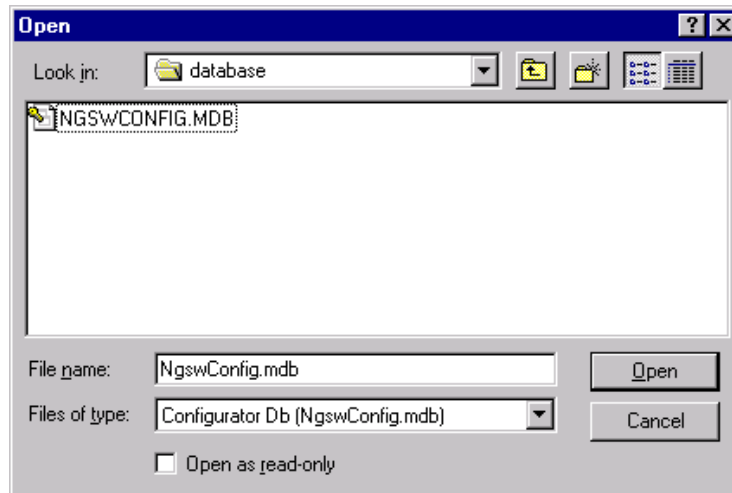 Open
Look in: database
NGSWCONFIG.MDB
File name: NgswConfig.mdb Open
Files of type: Configurator Db (NgswConfig.mdb) Cancel
Open as read-only